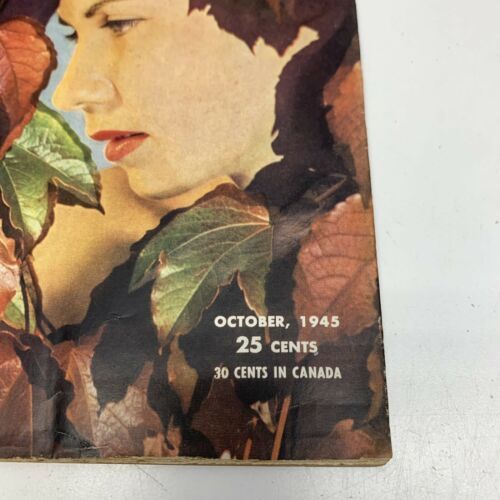 OCTOBER, 1945
25 CENTS
30 CENTS IN CANADA